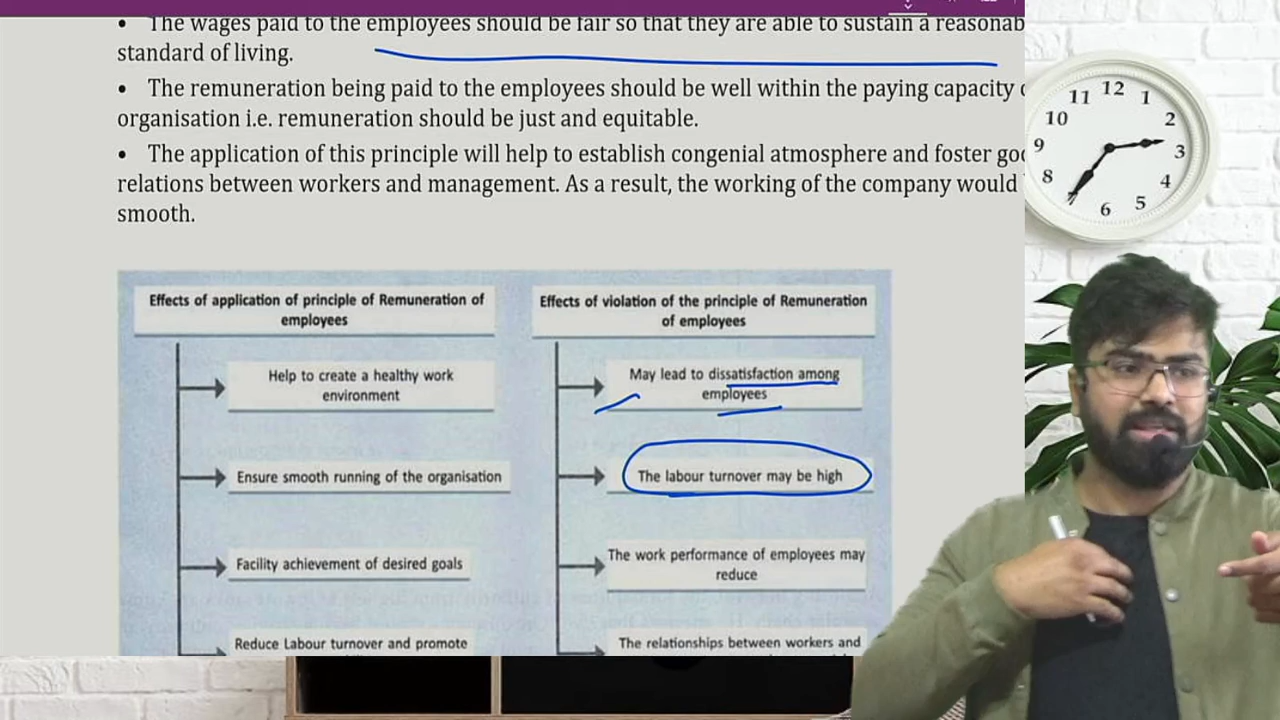 • The wages paid to the employees should be fair so that they are able to sustain a
standard of living.
• The remuneration being paid to the employees should be well within the paying capacity
organisation i.e. remuneration should be just and equitable.
• The application of this principle will help to establish congenial atmosphere and foster
relations between workers and management. As a result, the working of the company would
smooth.
Effects of application of principle of Remuneration of
employees
Help to create a healthy work
environment
Ensure smooth running of the organisation
Facility achievement of desired goals
Reduce Labour turnover and promote
Effects of violation of the principle of Remuneration
of employees
May lead to dissatisfaction among
employees
The labour turnover may be high
The work performance of employees may
reduce
The relationships between workers and
12
1
2
3
4
5
6
8
9
10
11